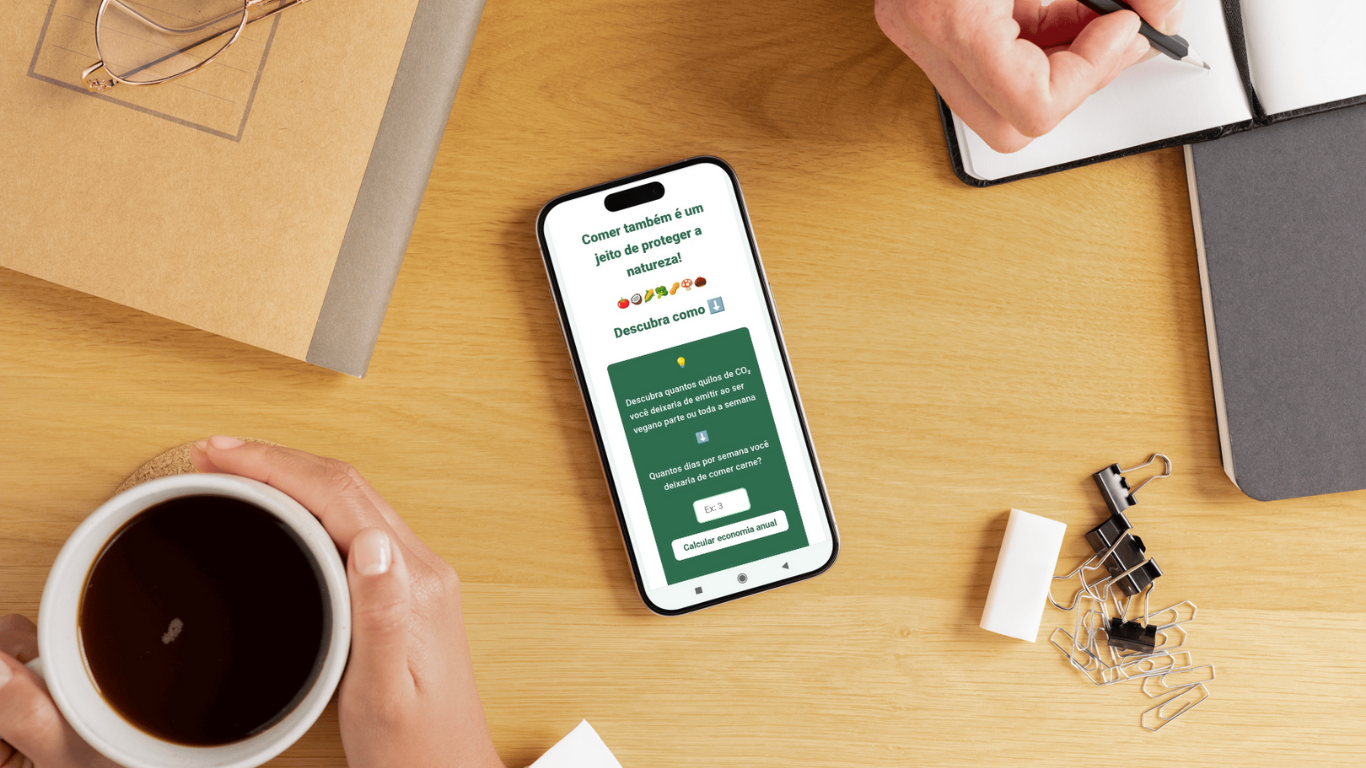 Comer também é um
jeito de proteger a
natureza!
🍅🥥🌽🥦🥜🍄🌰
Descubra como ⬇️
💡
Descubra quantos quilos de CO₂
você deixaria de emitir ao ser
vegano parte ou toda a semana
⬇️
Quantos dias por semana você
deixaria de comer carne?
Ex: 3
Calcular economia anual